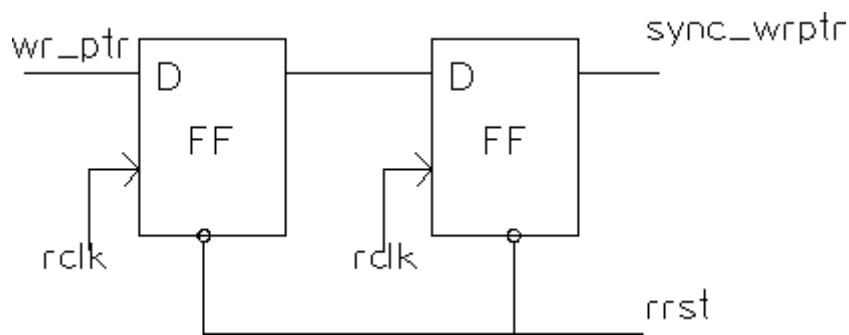 wr_ptr
sync_wrptr
D
D
FF
FF
rclk
rclk
rrst